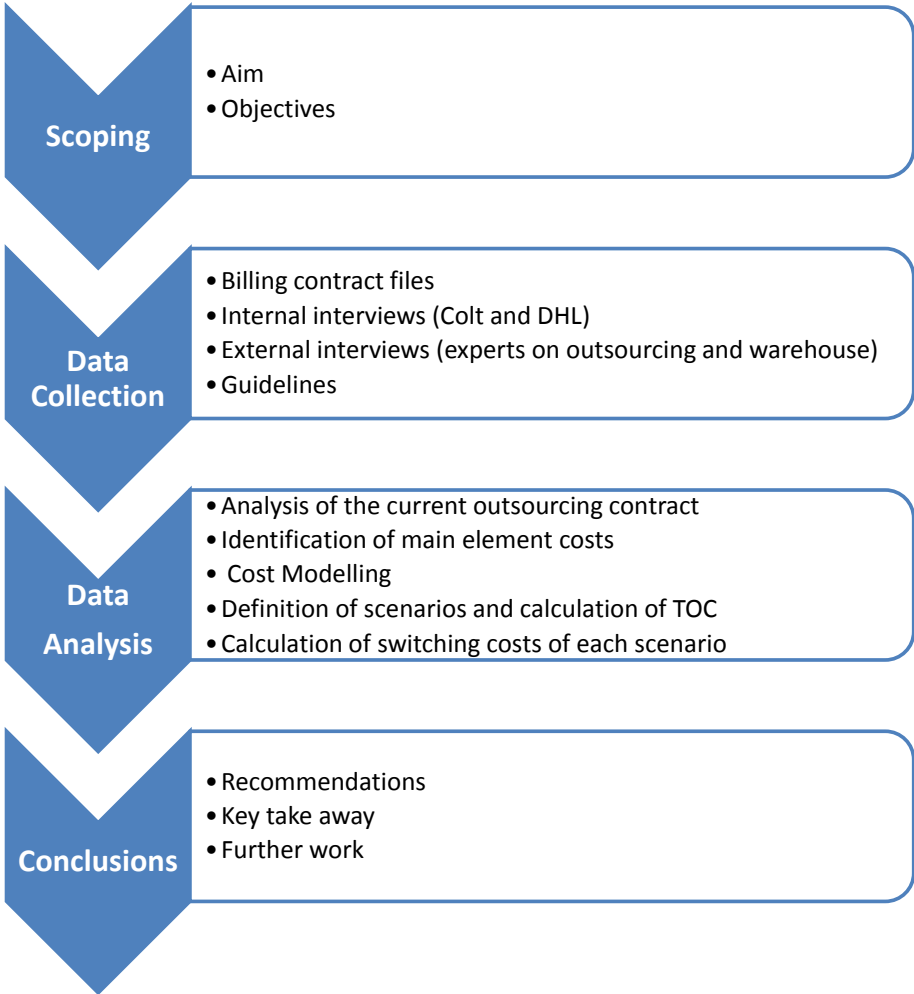 Scoping
• Aim
• Objectives
Data
Collection
• Billing contract files
• Internal interviews (Colt and DHL)
• External interviews (experts on outsourcing and warehouse)
• Guidelines
Data
Analysis
• Analysis of the current outsourcing contract
• Identification of main element costs
• Cost Modelling
• Definition of scenarios and calculation of TOC
• Calculation of switching costs of each scenario
Conclusions
• Recommendations
• Key take away
• Further work